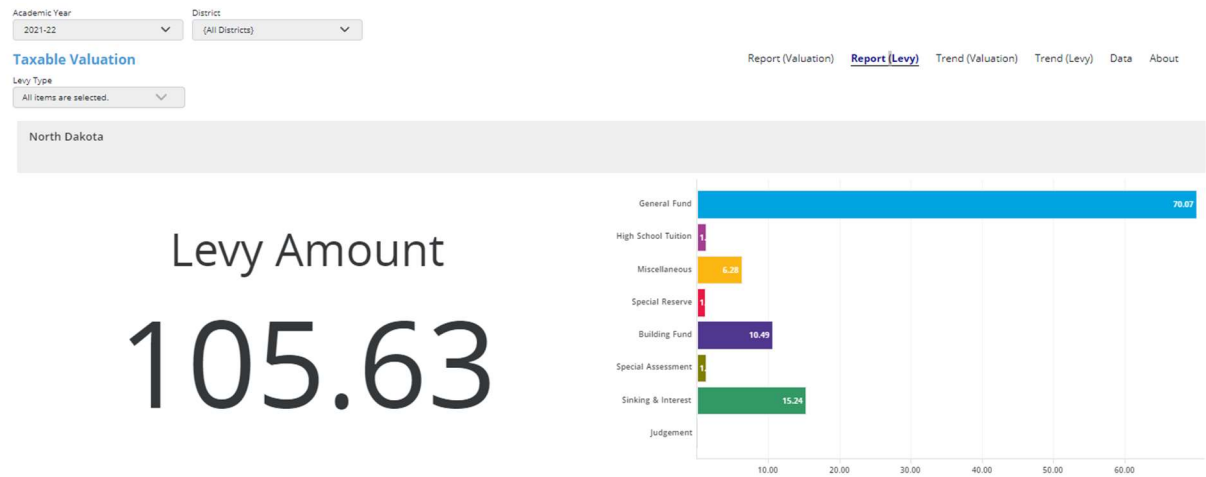 Academic Year
District
2021-22
{All Districts}
Taxable Valuation
Report (Valuation)
Report (Levy)
Trend (Valuation)
Trend (Levy)
Data
About
Levy Type
All items are selected.
North Dakota
Levy Amount
105.63
General Fund
70.07
High School Tuition
1.
Miscellaneous
6.28
Special Reserve
1.
Building Fund
10.49
Special Assessment
1.
Sinking & Interest
15.24
Judgement
10.00 20.00 30.00 40.00 50.00 60.00